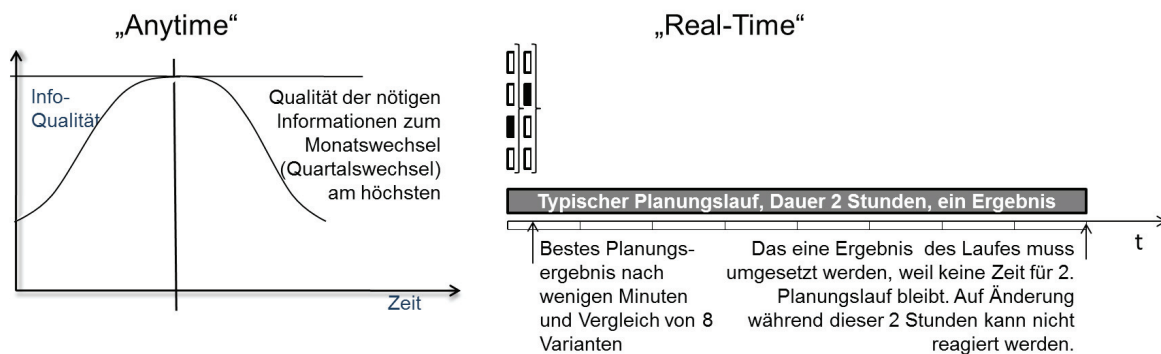 „Anytime“
Info-
Qualität
Qualität der nötigen
Informationen zum
Monatswechsel
(Quartalswechsel)
am höchsten
Zeit
„Real-Time“
Typischer Planungslauf, Dauer 2 Stunden, ein Ergebnis
t
Bestes Planungs-
ergebnis nach
wenigen Minuten
und Vergleich von 8
Varianten
Das eine Ergebnis des Laufes muss
umgesetzt werden, weil keine Zeit für 2.
Planungslauf bleibt. Auf Änderung
während dieser 2 Stunden kann nicht
reagiert werden.